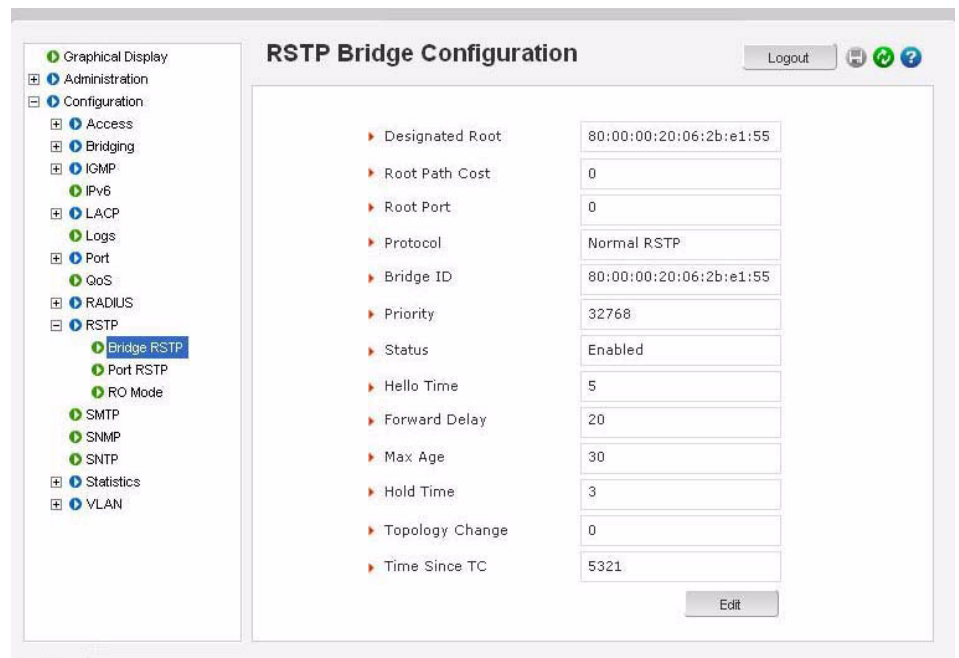 Graphical Display
Administration
Configuration
Access
Bridging
IGMP
IPv6
LACP
Logs
Port
QoS
RADIUS
RSTP
Bridge RSTP
Port RSTP
RO Mode
SMTP
SNMP
SNTP
Statistics
VLAN
RSTP Bridge Configuration
Logout
Designated Root 80:00:00:20:06:2b:e1:55
Root Path Cost 0
Root Port 0
Protocol Normal RSTP
Bridge ID 80:00:00:20:06:2b:e1:55
Priority 32768
Status Enabled
Hello Time 5
Forward Delay 20
Max Age 30
Hold Time 3
Topology Change 0
Time Since TC 5321
Edit